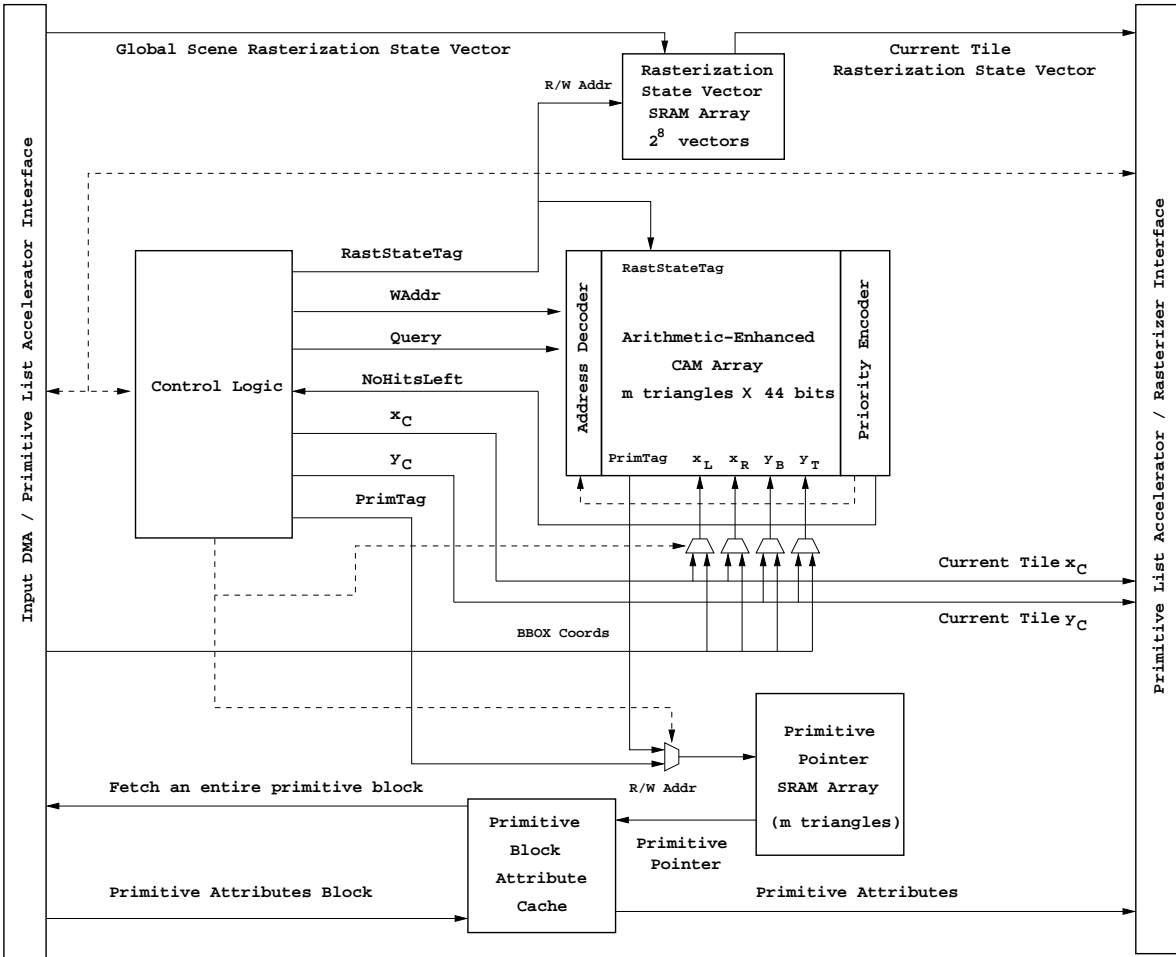 Global Scene Rasterization State Vector
Current Tile
Rasterization State Vector
Rasterization
State Vector
SRAM Array
2^8 vectors
R/W Addr
Input DMA / Primitive List Accelerator Interface
Primitive List Accelerator / Rasterizer Interface
Control Logic
RastStateTag
WAddr
Query
NoHitsLeft
x_C
y_C
PrimTag
Address Decoder
RastStateTag
Arithmetic-Enhanced
CAM Array
m triangles X 44 bits
PrimTag x_L x_R y_B y_T
Priority Encoder
Current Tile x_C
Current Tile y_C
BBOX Coords
Primitive
Pointer
SRAM Array
(m triangles)
R/W Addr
Fetch an entire primitive block
Primitive
Block
Attribute
Cache
Primitive
Pointer
Primitive Attributes Block
Primitive Attributes